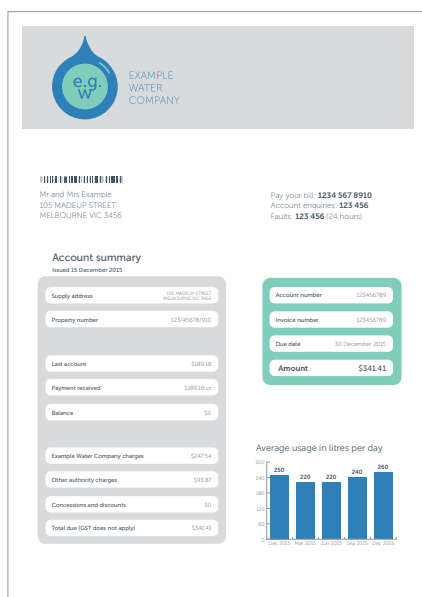 e.g.
w
EXAMPLE
WATER
COMPANY
Mr and Mrs Example
105 MADEUP STREET
MELBOURNE VIC 3456
Pay your bill: 1234 567 8910
Account enquiries: 123 456
Faults: 123 456 (24 hours)
Account summary
Issued 15 December 2015
Supply address 105 MADEUP STREET
MELBOURNE VIC 3456
Property number 123/45678/910
Last account $189.18
Payment received $189.18 cr
Balance $0
Example Water Company charges $247.54
Other authority charges $93.87
Concessions and discounts $0
Total due (GST does not apply) $341.41
Account number 123456789
Invoice number 123456789
Due date 30 December 2015
Amount $341.41
Average usage in litres per day
300
240
180
120
60
0
250 220 220 240 260
Dec 2015 Mar 2015 Jun 2015 Sep 2015 Dec 2015